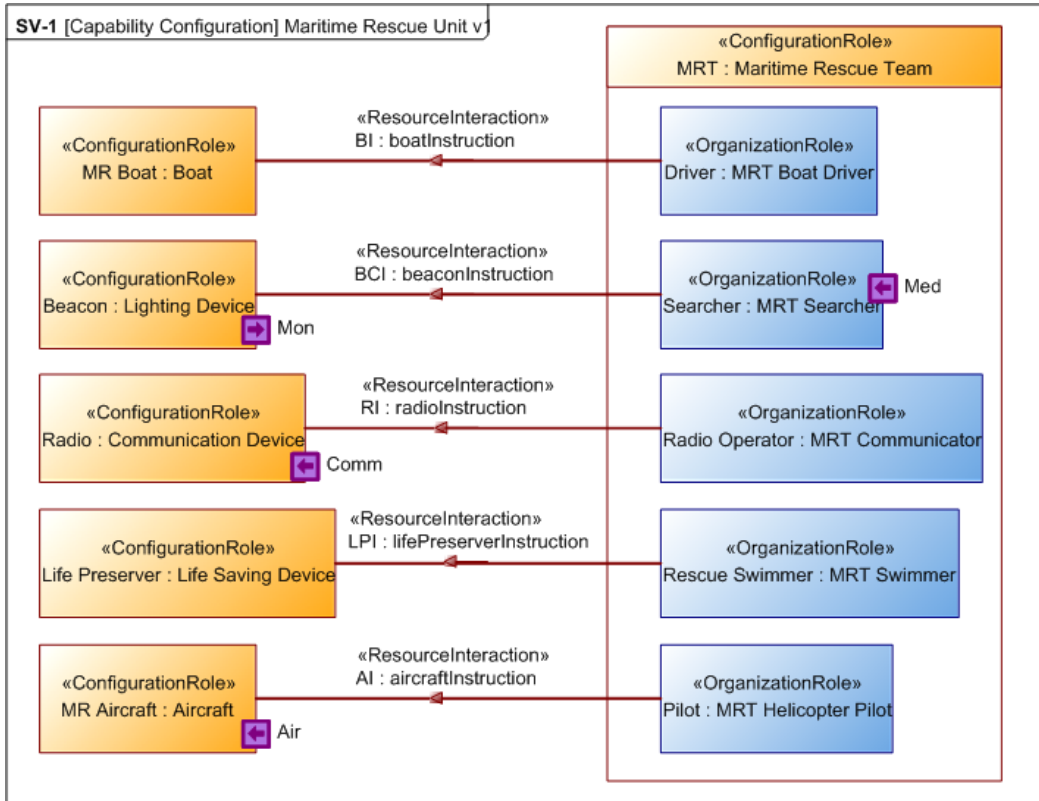 SV-1 [Capability Configuration] Maritime Rescue Unit v1
«ConfigurationRole»
MRT : Maritime Rescue Team
«ConfigurationRole»
MR Boat : Boat
«ResourceInteraction»
BI : boatInstruction
«OrganizationRole»
Driver : MRT Boat Driver
«ConfigurationRole»
Beacon : Lighting Device
Mon
«ResourceInteraction»
BCI : beaconInstruction
«OrganizationRole»
Searcher : MRT Searcher
Med
«ConfigurationRole»
Radio : Communication Device
Comm
«ResourceInteraction»
RI : radioInstruction
«OrganizationRole»
Radio Operator : MRT Communicator
«ConfigurationRole»
Life Preserver : Life Saving Device
«ResourceInteraction»
LPI : lifePreserverInstruction
«OrganizationRole»
Rescue Swimmer : MRT Swimmer
«ConfigurationRole»
MR Aircraft : Aircraft
Air
«ResourceInteraction»
AI : aircraftInstruction
«OrganizationRole»
Pilot : MRT Helicopter Pilot